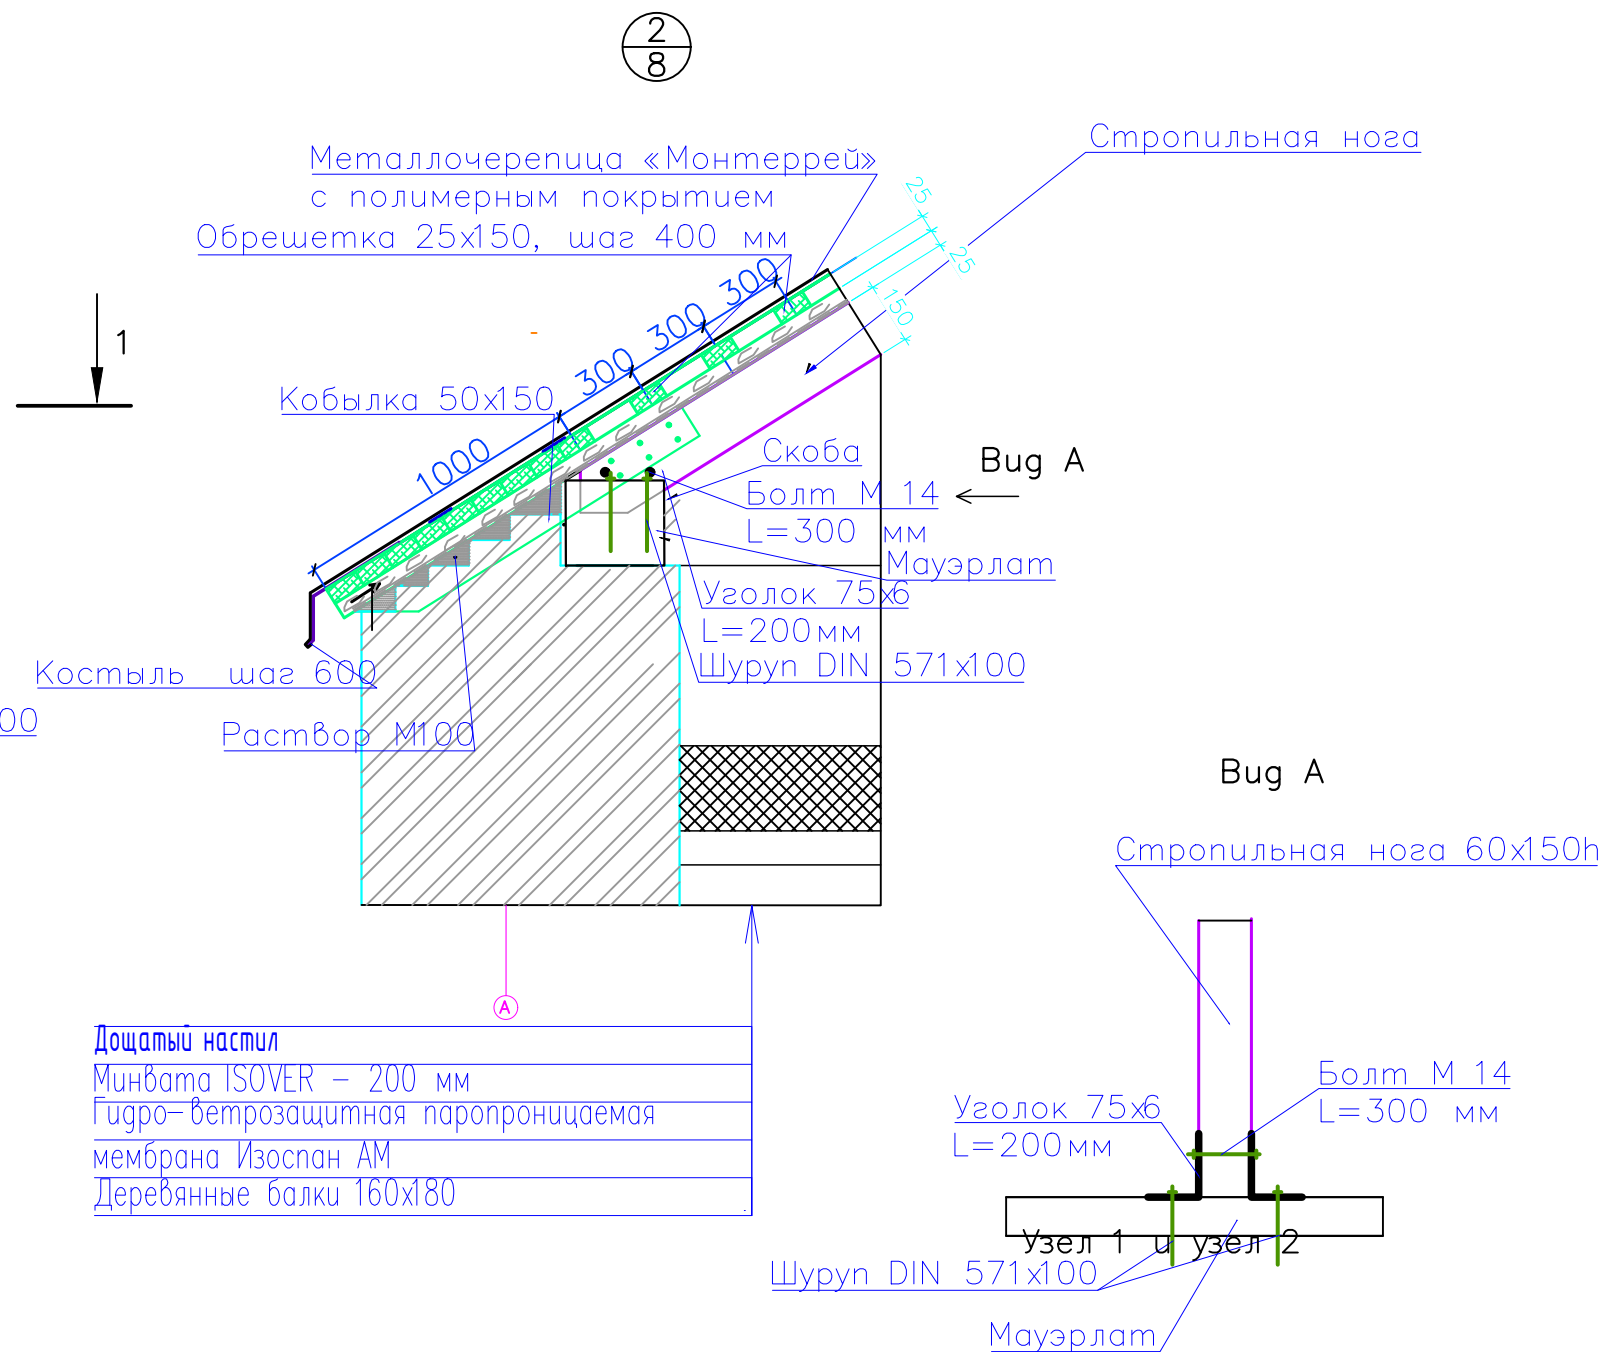 2
8
Стропильная нога
Металлочерепица «Монтеррей»
с полимерным покрытием
Обрешетка 25х150, шаг 400 мм
25
25
150
300
300
300
1000
1
Кобылка 50х150
Скоба
Вид А
Болт М 14
L=300 мм
Мауэрлат
Уголок 75х6
L=200мм
Шуруп DIN 571х100
Костыль шаг 600
00
Раствор М100
Вид А
Стропильная нога 60х150h
А
Дощатый настил
Минвата ISOVER - 200 мм
Гидро-ветрозащитная паропроницаемая
мембрана Изоспан АМ
Деревянные балки 160х180
Болт М 14
L=300 мм
Уголок 75х6
L=200мм
Узел 1 и узел 2
Шуруп DIN 571х100
Мауэрлат